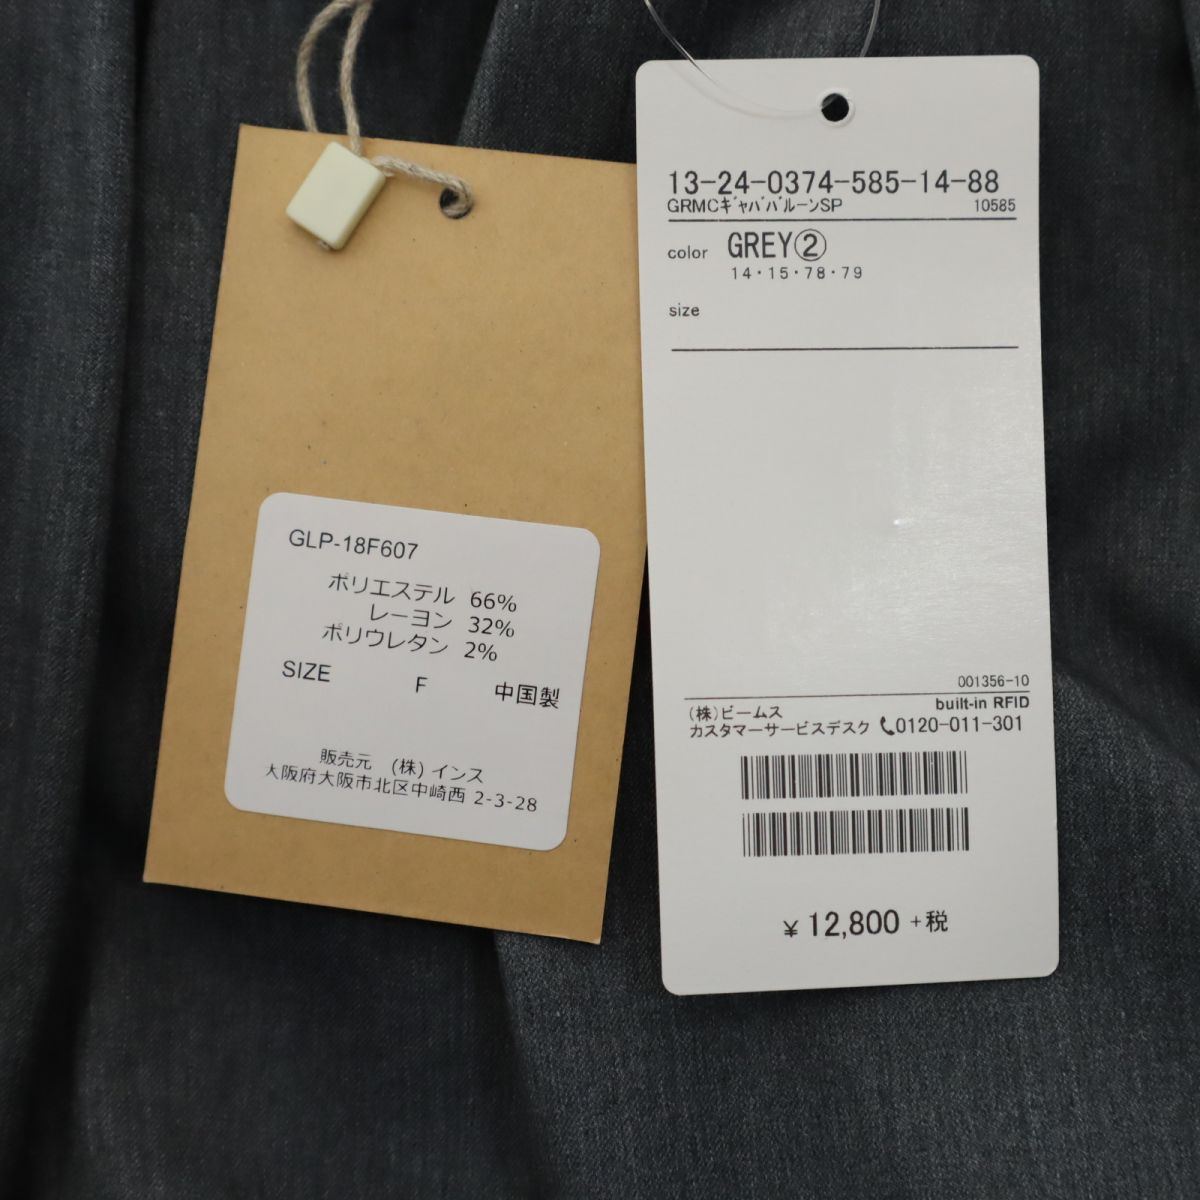 GLP-18F607
ポリエステル 66%
レーヨン 32%
ポリウレタン 2%
SIZE F 中国製
販売元 (株) インス
大阪府大阪市北区中崎西 2-3-28
13-24-0374-585-14-88
GRMCｷﾞｬﾊﾞﾊﾞﾙｰﾝSP 10585
color GREY②
14・15・78・79
size
001356-10
built-in RFID
(株)ビームス
カスタマーサービスデスク 0120-011-301
¥ 12,800 +税